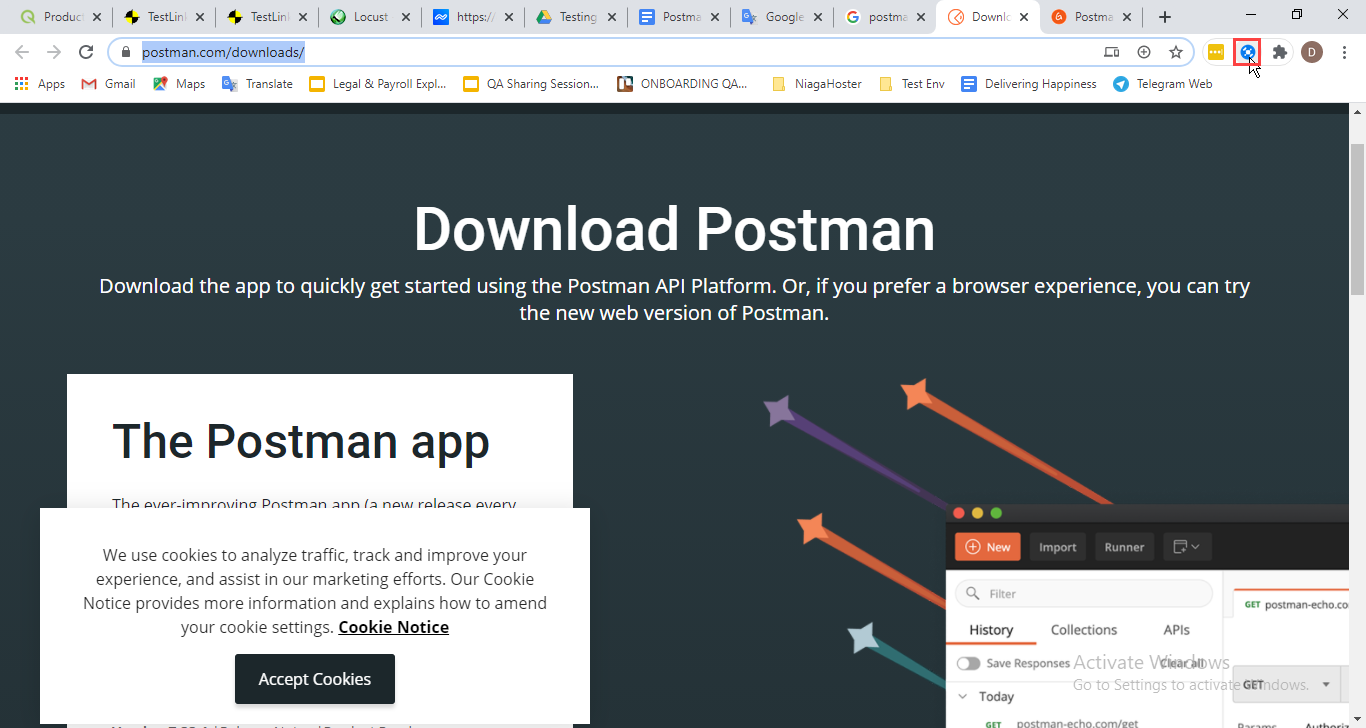 Produc TestLin TestLin Locust https:// Testing Postma Google postma Downlo Postma
postman.com/downloads/
D
Apps Gmail Maps Translate Legal & Payroll Expl... QA Sharing Session... ONBOARDING QA... NiagaHoster Test Env Delivering Happiness Telegram Web
Download Postman
Download the app to quickly get started using the Postman API Platform. Or, if you prefer a browser experience, you can try
the new web version of Postman.
The Postman app
The ever-improving Postman app (a new release every
We use cookies to analyze traffic, track and improve your
experience, and assist in our marketing efforts. Our Cookie
Notice provides more information and explains how to amend
your cookie settings. Cookie Notice
Accept Cookies
New Import Runner
Filter
GET postman-echo.co
History Collections APIs
Save Responses Clear all
Activate Windows
Go to Settings to activate Windows.
GET
Today
GET postman-echo.com/get
Params Authoriz